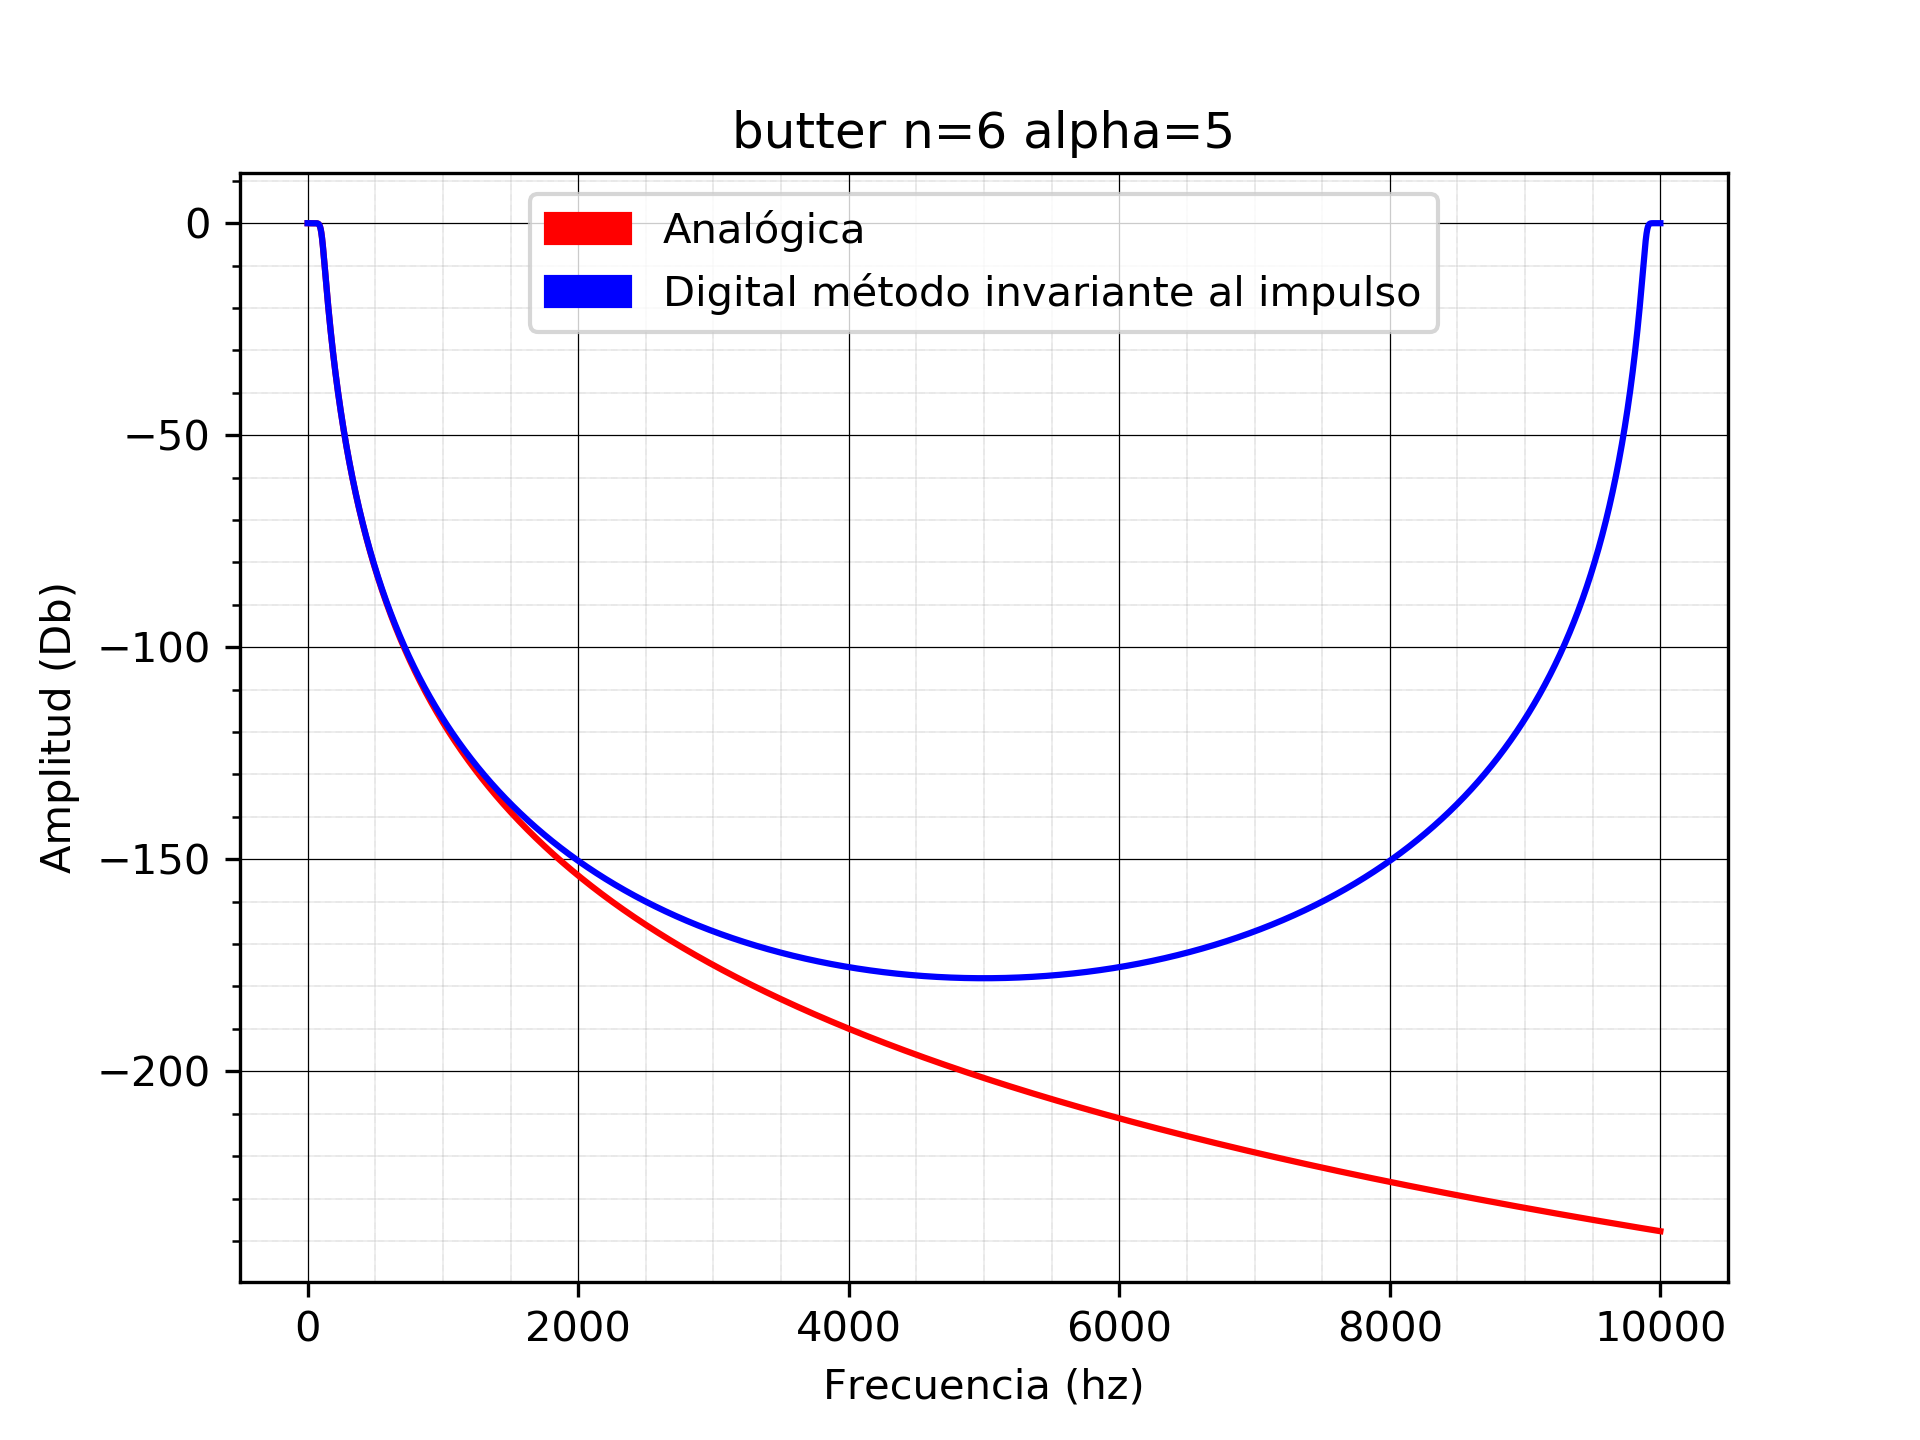 butter n=6 alpha=5
Analógica
Digital método invariante al impulso
Amplitud (Db)
0
−50
−100
−150
−200
0 2000 4000 6000 8000 10000
Frecuencia (hz)